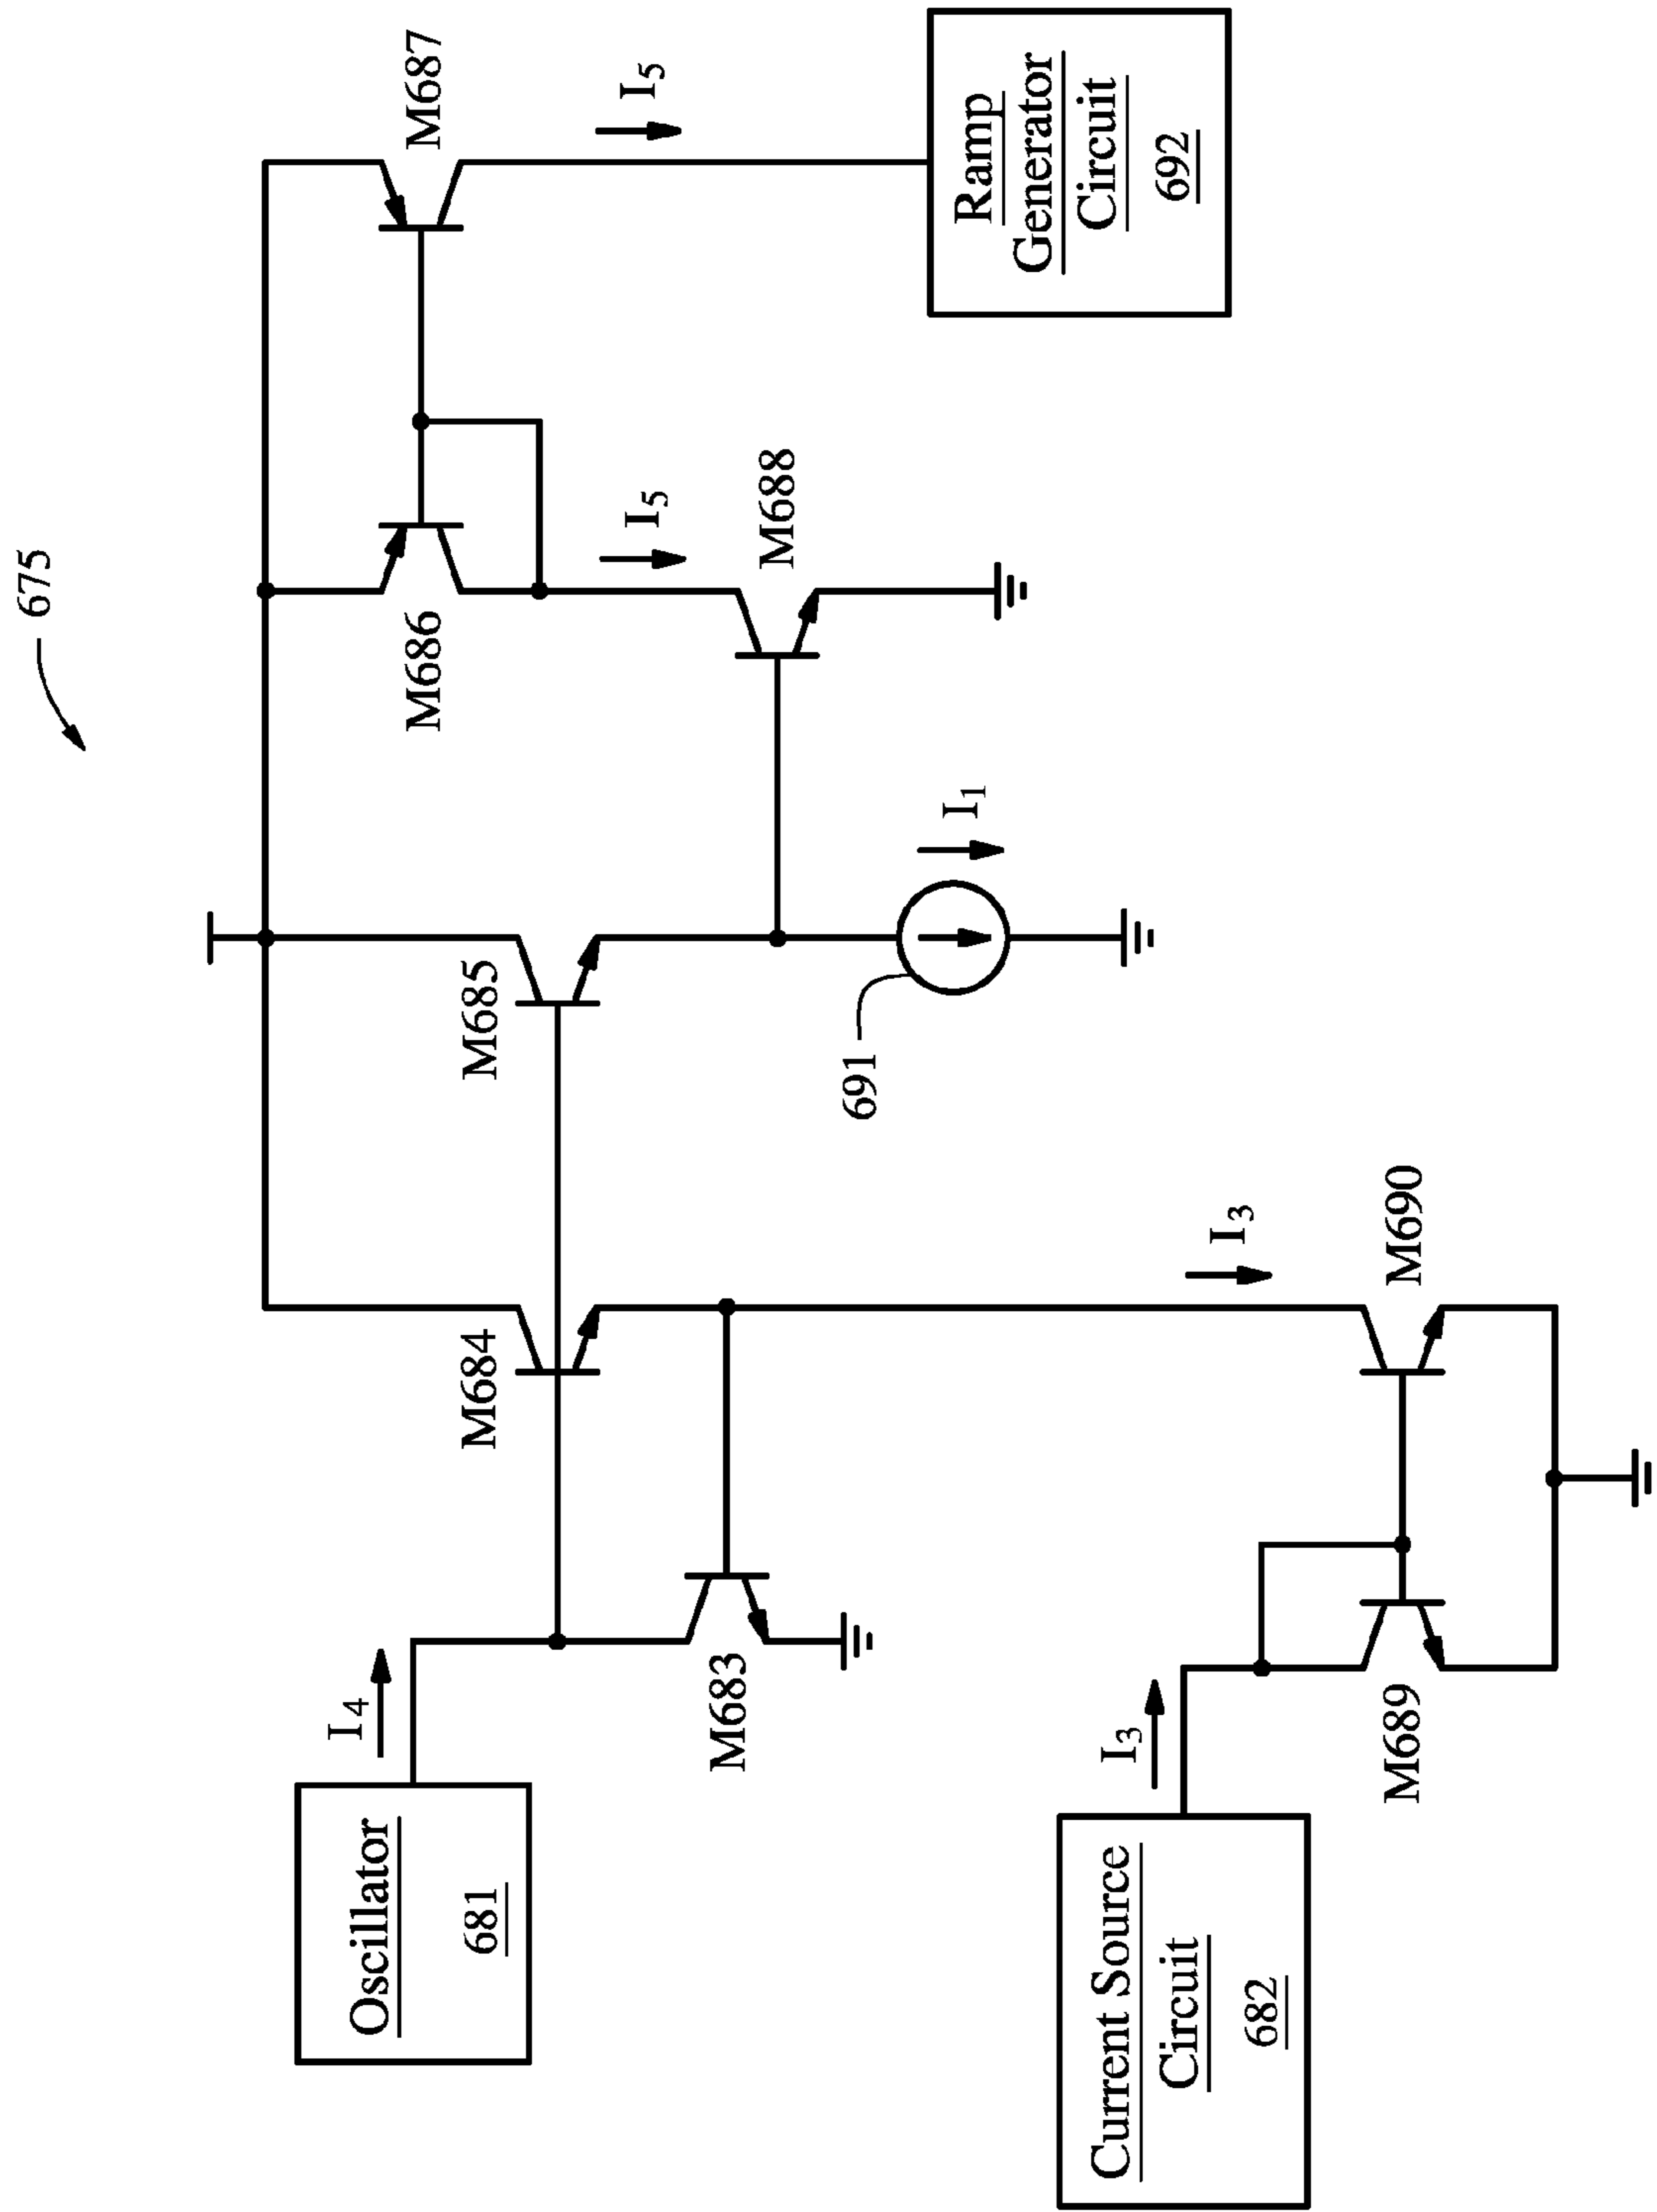 675
Oscillator
681
I4
M683
M684
M685
M686
M687
I5
I5
M688
691
I1
Ramp
Generator
Circuit
692
Current Source
Circuit
682
I3
I3
M689
M690